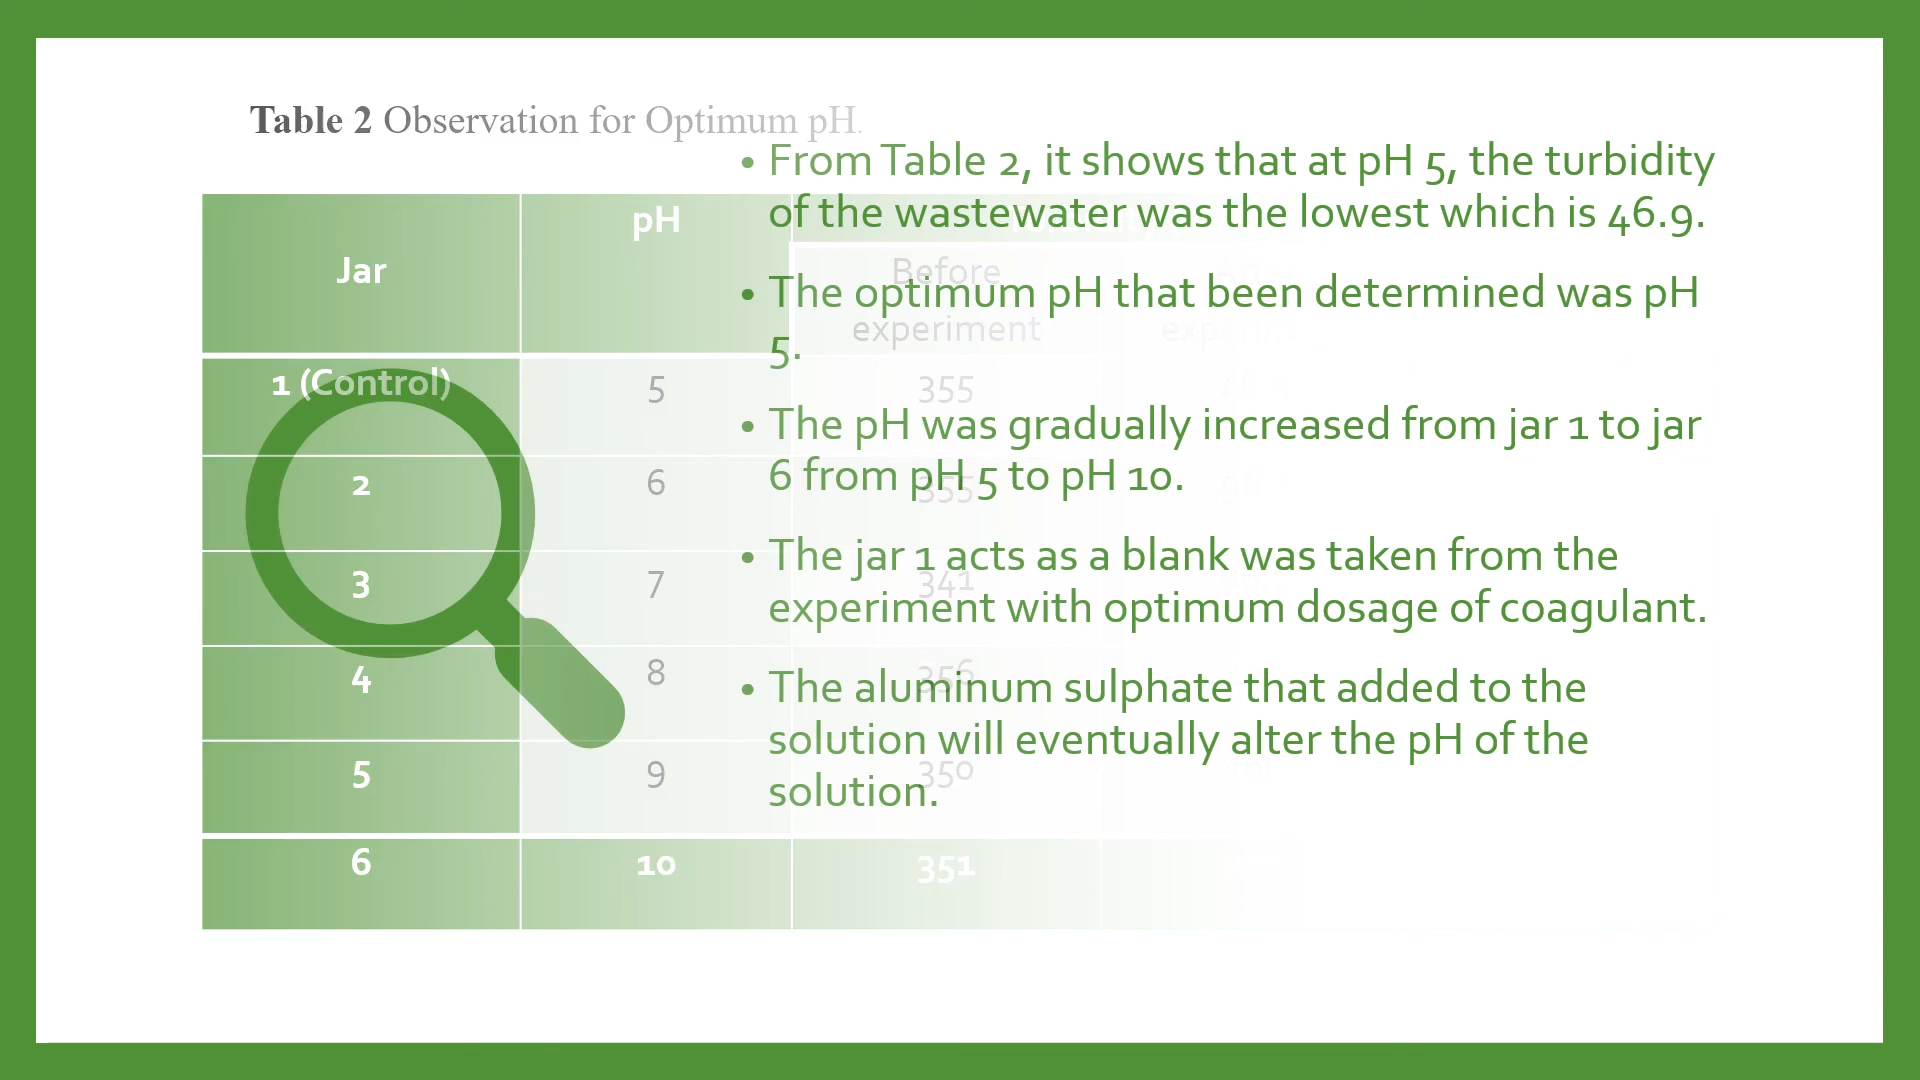 Table 2 Observation for Optimum pH.
Jar
pH
Before
experiment
1 (Control)
5
355
2
6
355
3
7
341
4
8
356
5
9
350
6
10
351
• From Table 2, it shows that at pH 5, the turbidity
of the wastewater was the lowest which is 46.9.
• The optimum pH that been determined was pH
5.
• The pH was gradually increased from jar 1 to jar
6 from pH 5 to pH 10.
• The jar 1 acts as a blank was taken from the
experiment with optimum dosage of coagulant.
• The aluminum sulphate that added to the
solution will eventually alter the pH of the
solution.